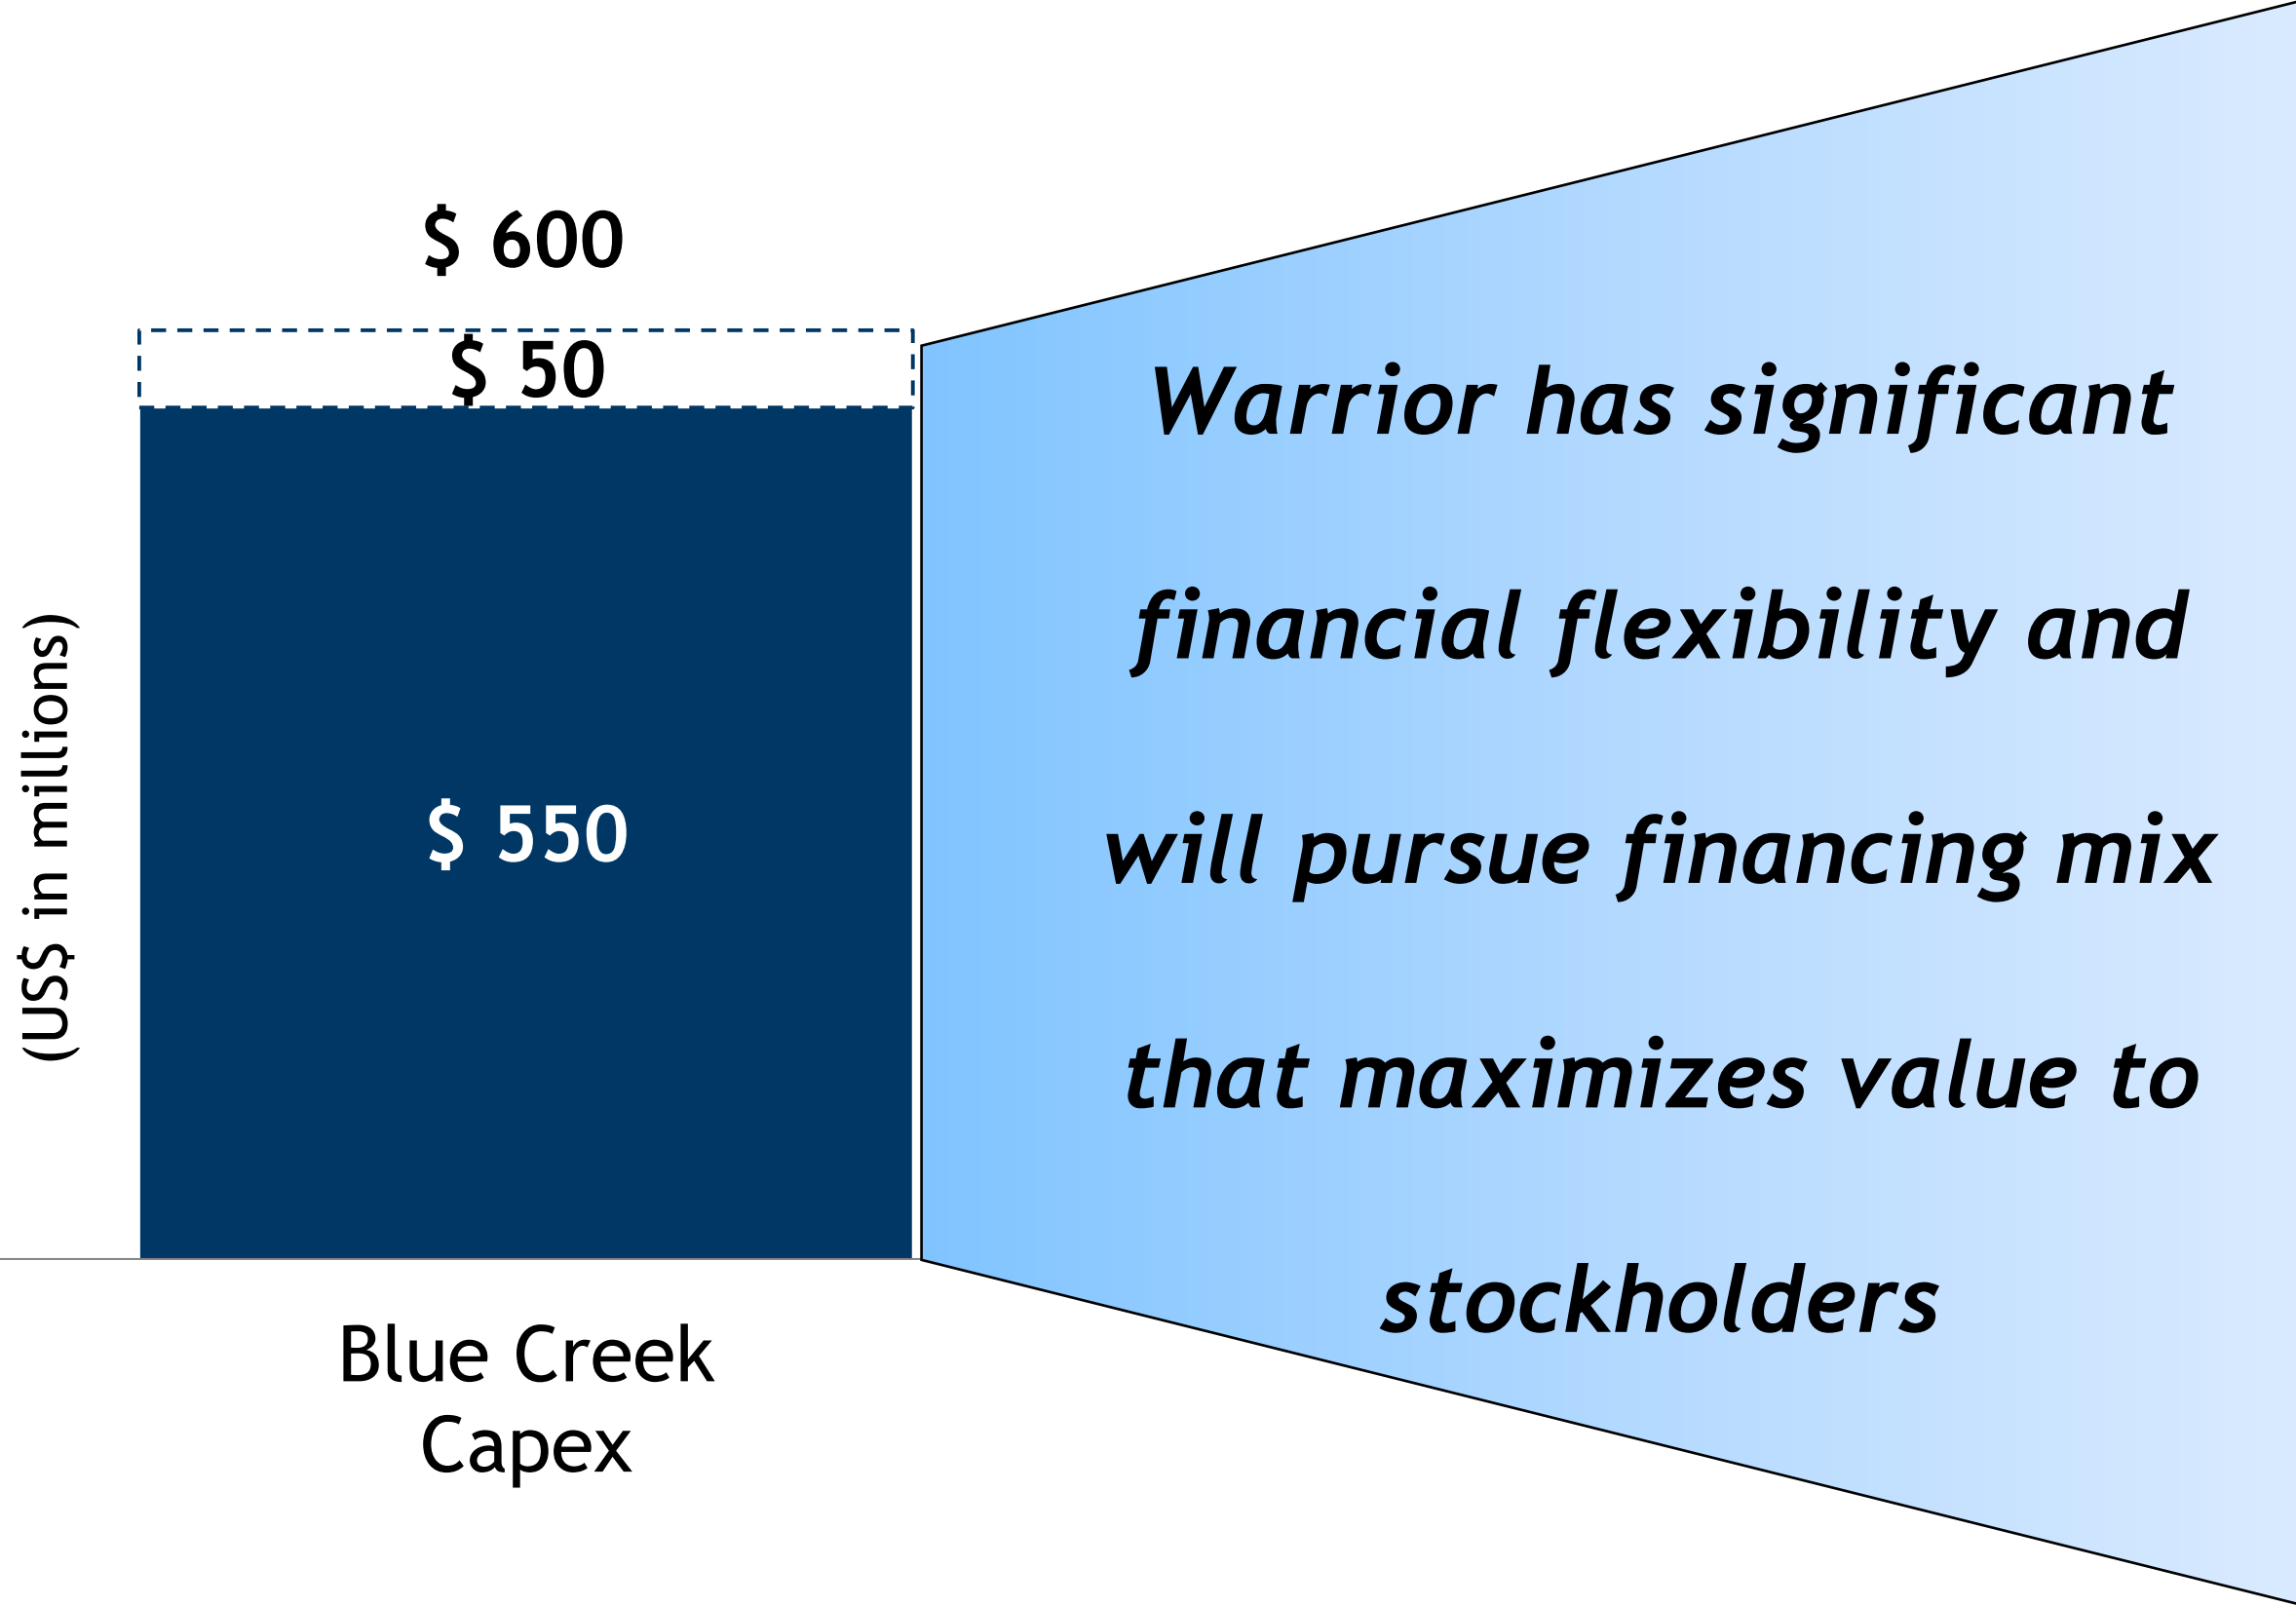 $ 600
$ 50
$ 550
(US$ in millions)
Blue Creek
Capex
Warrior has significant
financial flexibility and
will pursue financing mix
that maximizes value to
stockholders